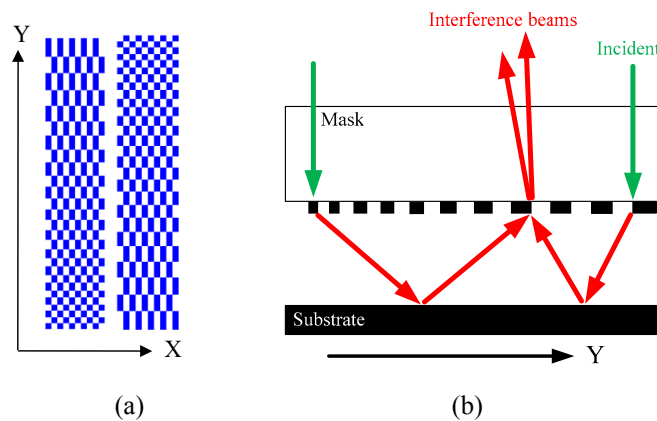 Y
X
(a)
Interference beams
Incident
Mask
Substrate
Y
(b)